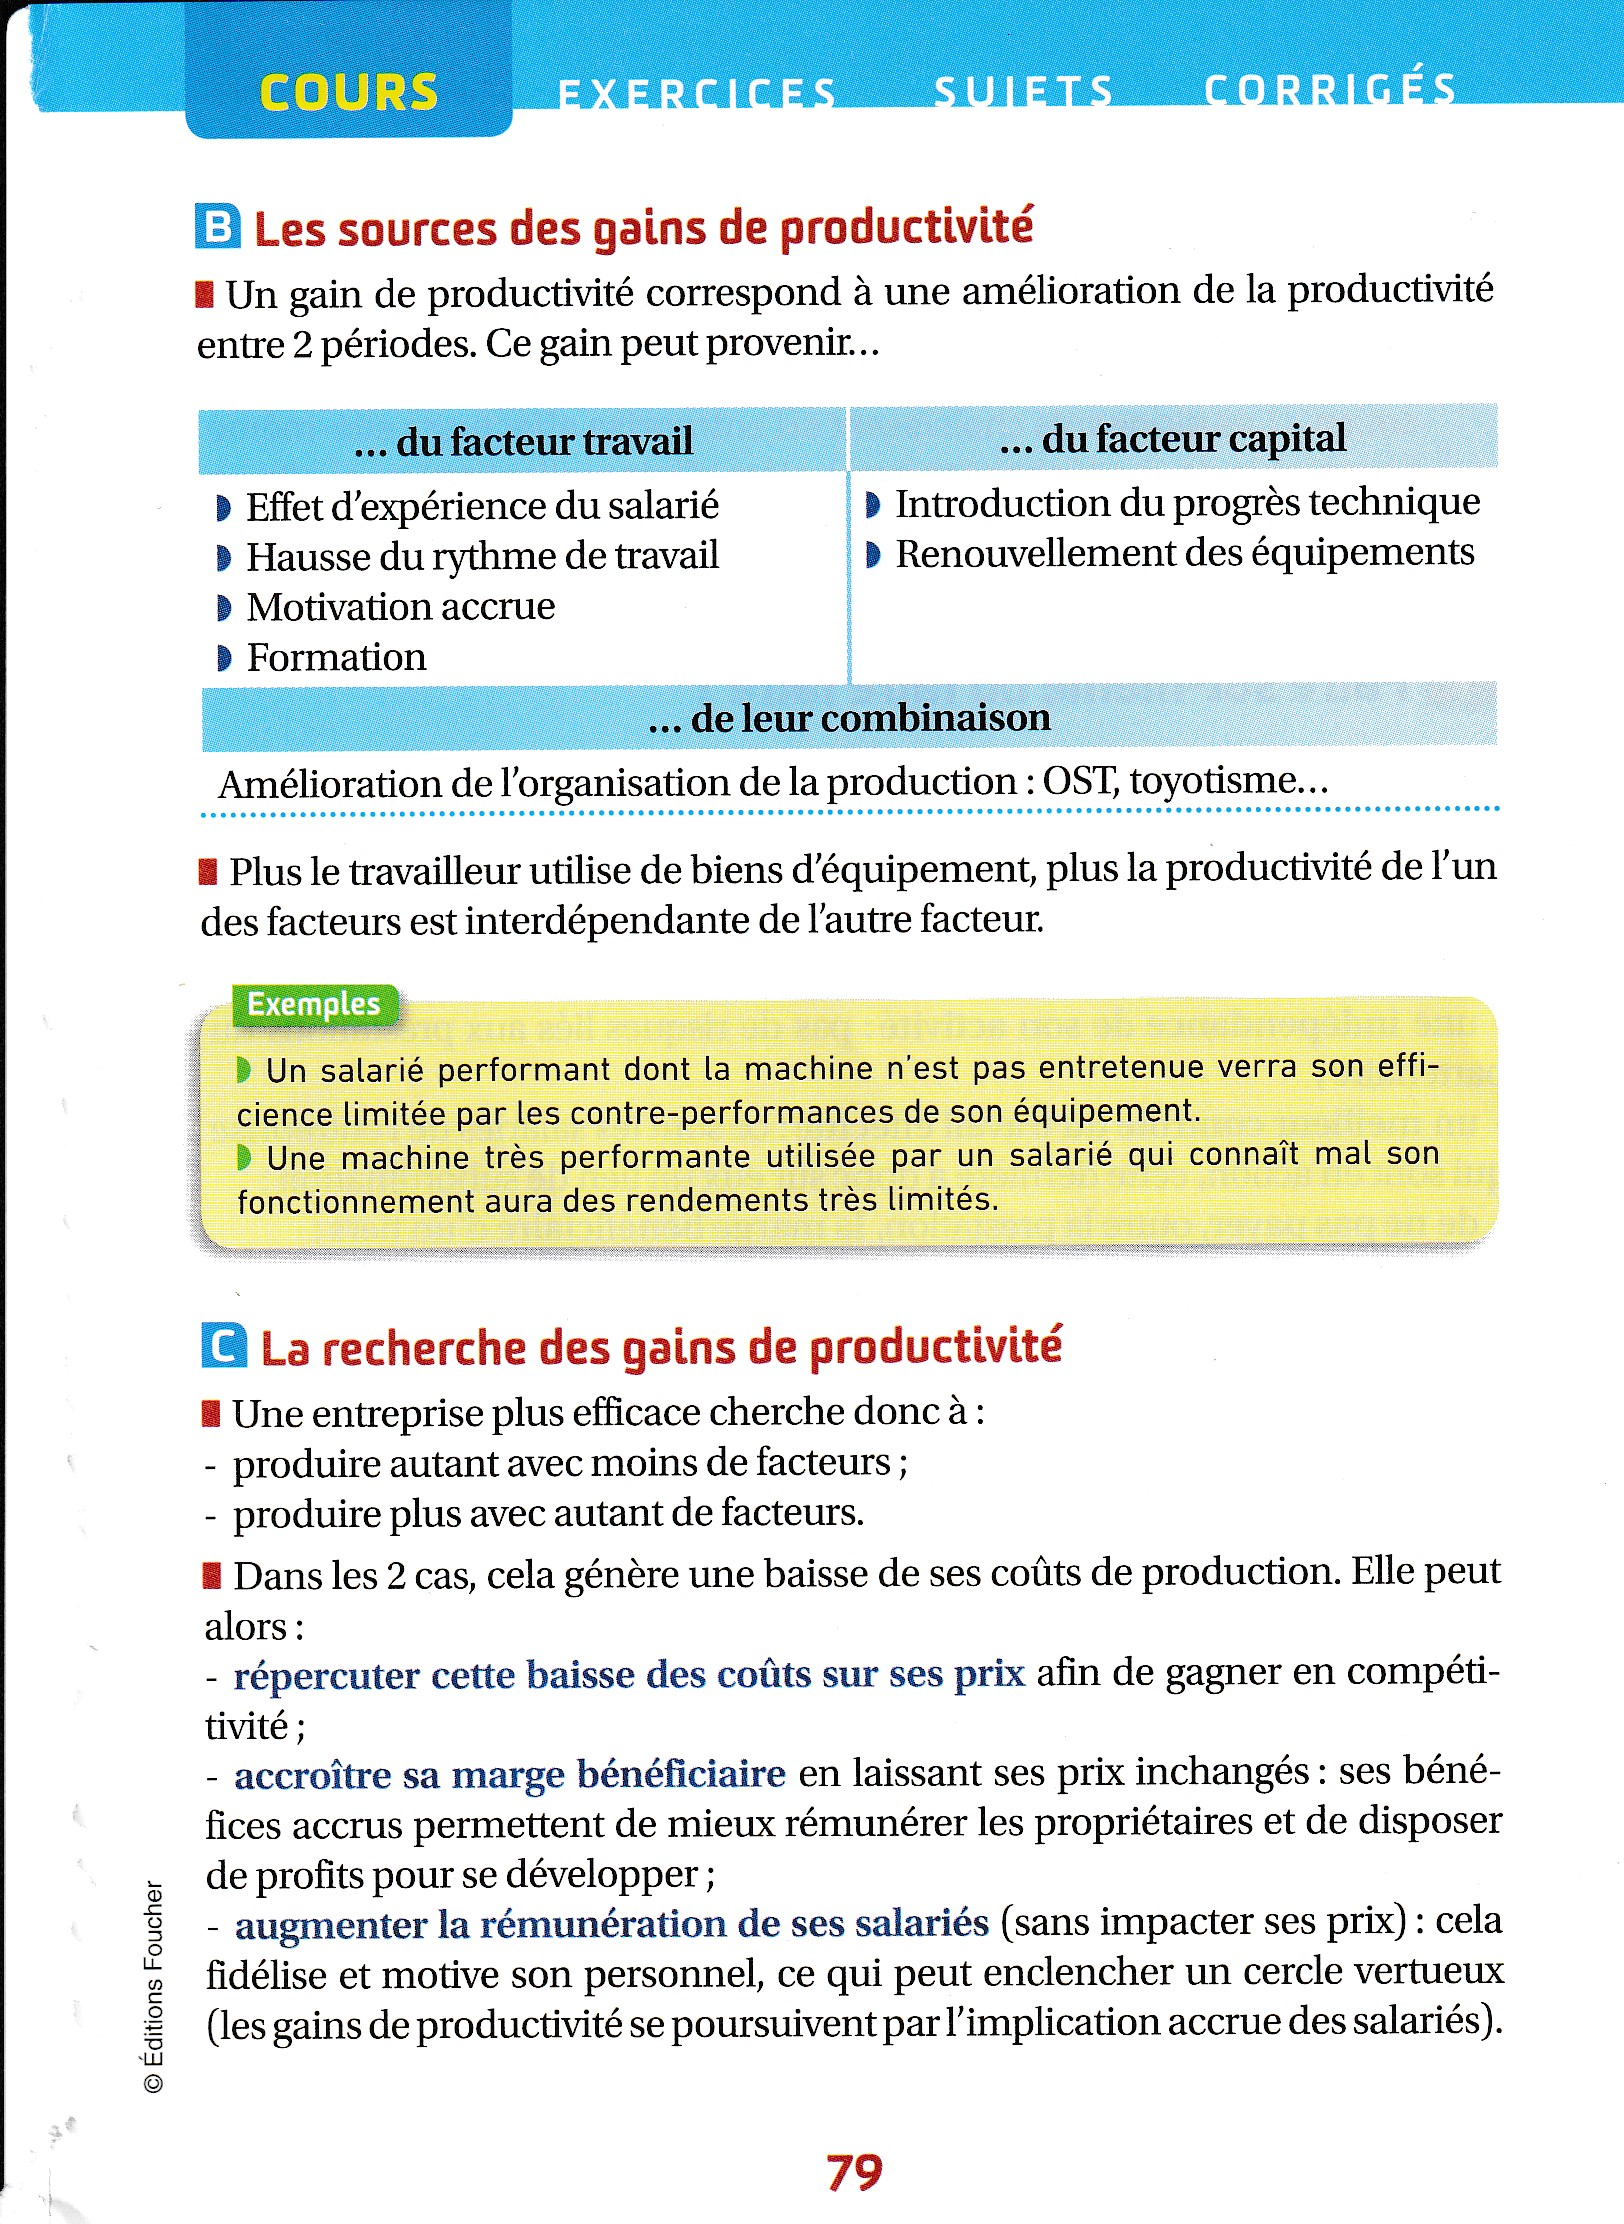 COURS EXERCICES SUJETS CORRIGÉS
B Les sources des gains de productivité
Un gain de productivité correspond à une amélioration de la productivité
entre 2 périodes. Ce gain peut provenir...
... du facteur travail
... du facteur capital
Effet d'expérience du salarié
Hausse du rythme de travail
Motivation accrue
Formation
Introduction du progrès technique
Renouvellement des équipements
... de leur combinaison
Amélioration de l'organisation de la production : OST, toyotisme...
Plus le travailleur utilise de biens d'équipement, plus la productivité de l'un
des facteurs est interdépendante de l'autre facteur.
Exemples
Un salarié performant dont la machine n'est pas entretenue verra son effi-
cience limitée par les contre-performances de son équipement.
Une machine très performante utilisée par un salarié qui connaît mal son
fonctionnement aura des rendements très limités.
C La recherche des gains de productivité
Une entreprise plus efficace cherche donc à :
- produire autant avec moins de facteurs ;
- produire plus avec autant de facteurs.
Dans les 2 cas, cela génère une baisse de ses coûts de production. Elle peut
alors :
- répercuter cette baisse des coûts sur ses prix afin de gagner en compéti-
tivité ;
- accroître sa marge bénéficiaire en laissant ses prix inchangés : ses béné-
fices accrus permettent de mieux rémunérer les propriétaires et de disposer
de profits pour se développer ;
- augmenter la rémunération de ses salariés (sans impacter ses prix) : cela
fidélise et motive son personnel, ce qui peut enclencher un cercle vertueux
(les gains de productivité se poursuivent par l'implication accrue des salariés).
© Éditions Foucher
79